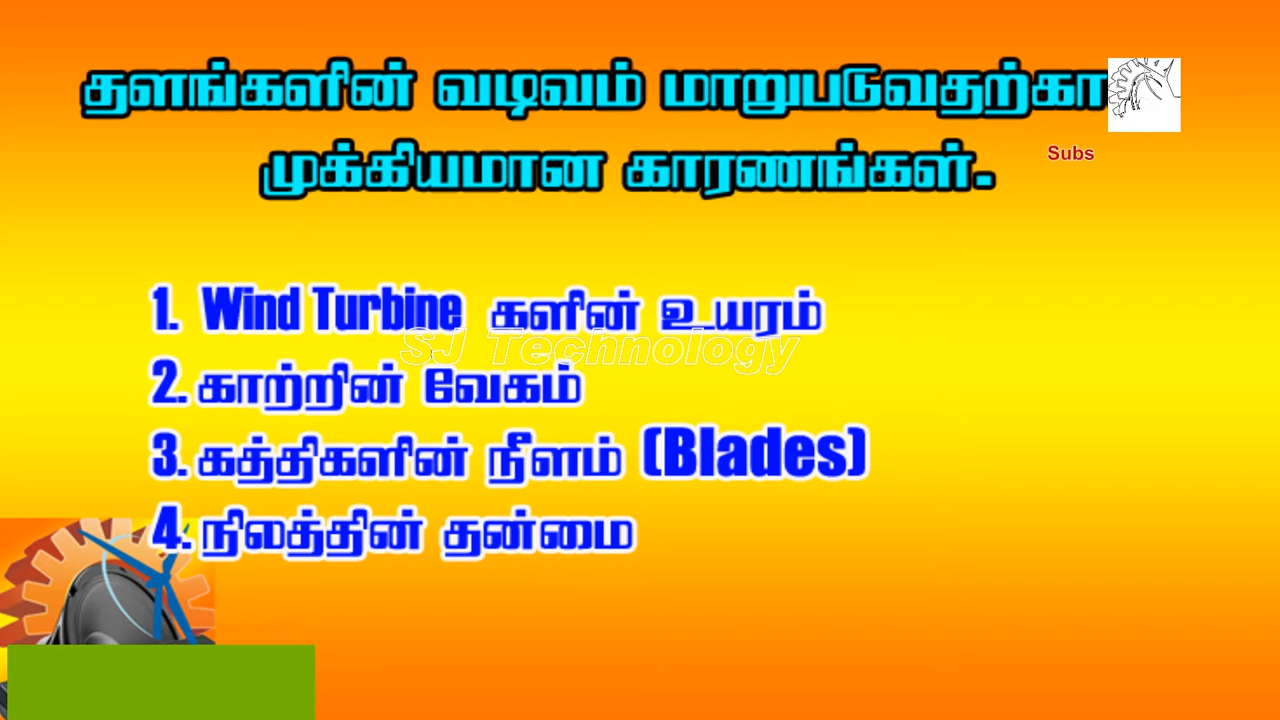 தளங்களின் வடிவம் மாறுபடுவதற்கா
Subs
முக்கியமான காரணங்கள்.
1. Wind Turbine களின் உயரம்
SJ Technology
2. காற்றின் வேகம்
3. கத்திகளின் நீளம் (Blades)
4. நிலத்தின் தன்மை